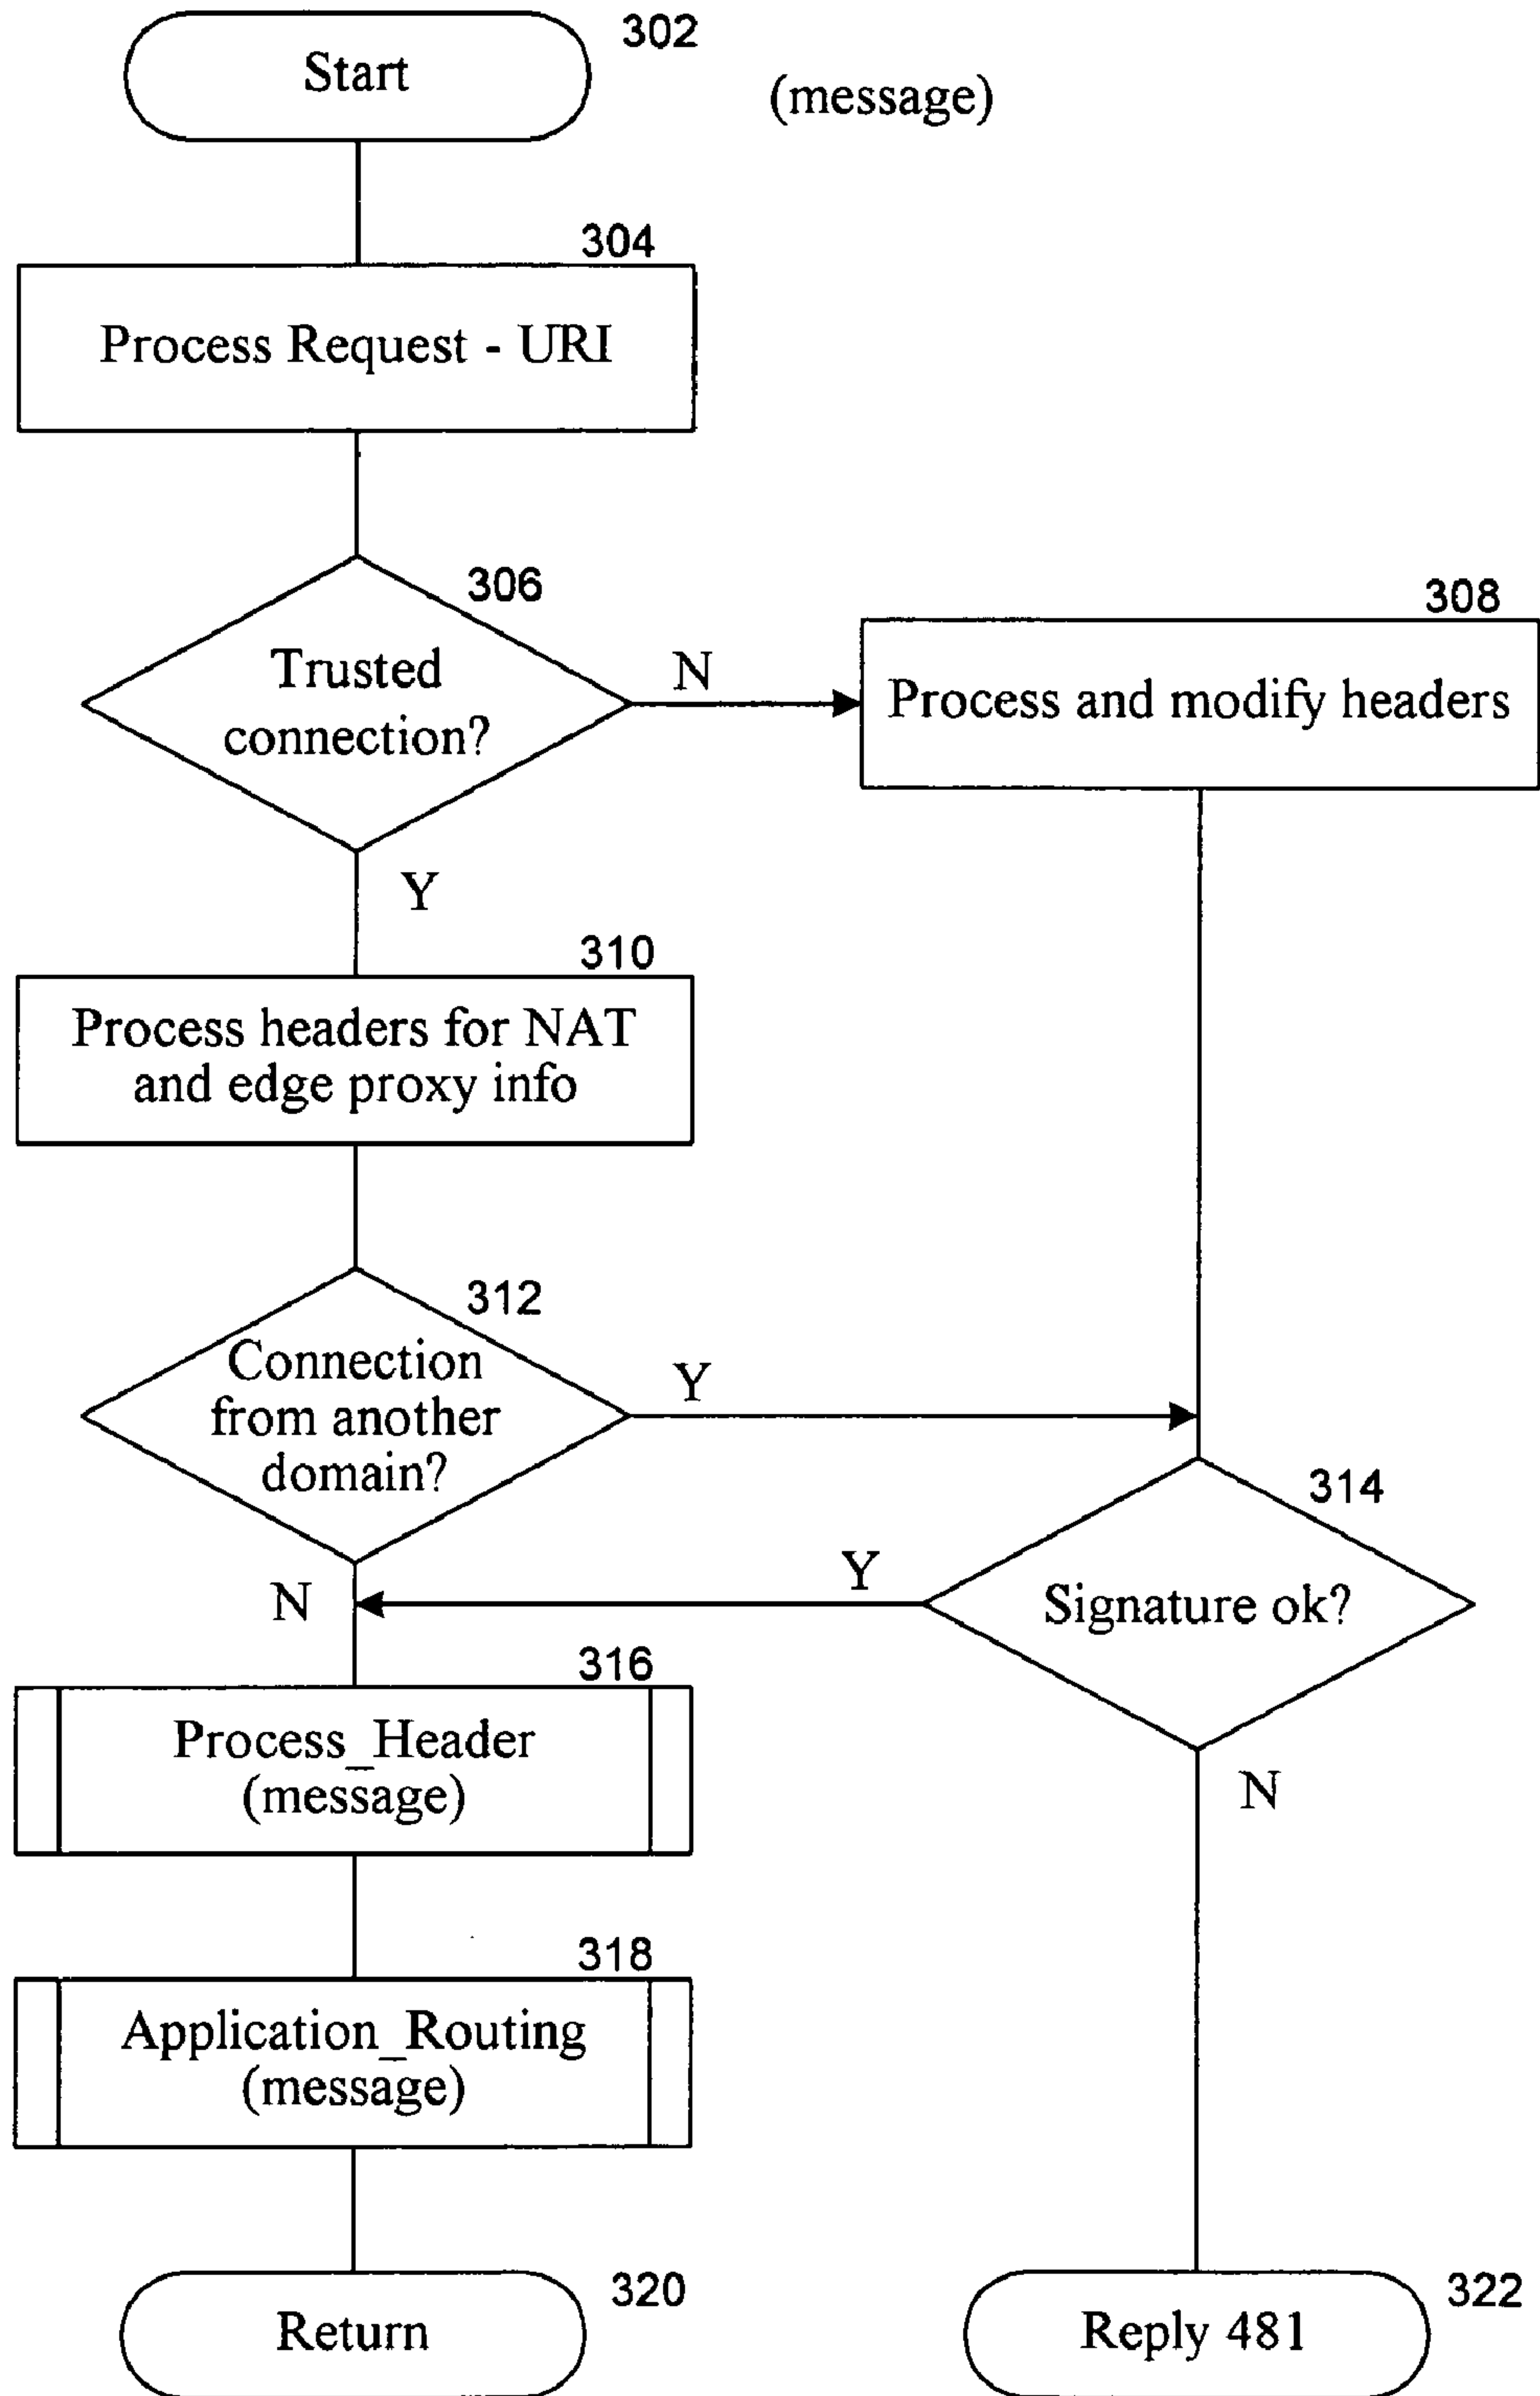 302
Start
(message)
304
Process Request - URI
306
Trusted
connection?
N
308
Process and modify headers
Y
310
Process headers for NAT
and edge proxy info
312
Connection
from another
domain?
Y
314
Signature ok?
Y
N
316
Process_Header
(message)
N
318
Application_Routing
(message)
320
Return
322
Reply 481